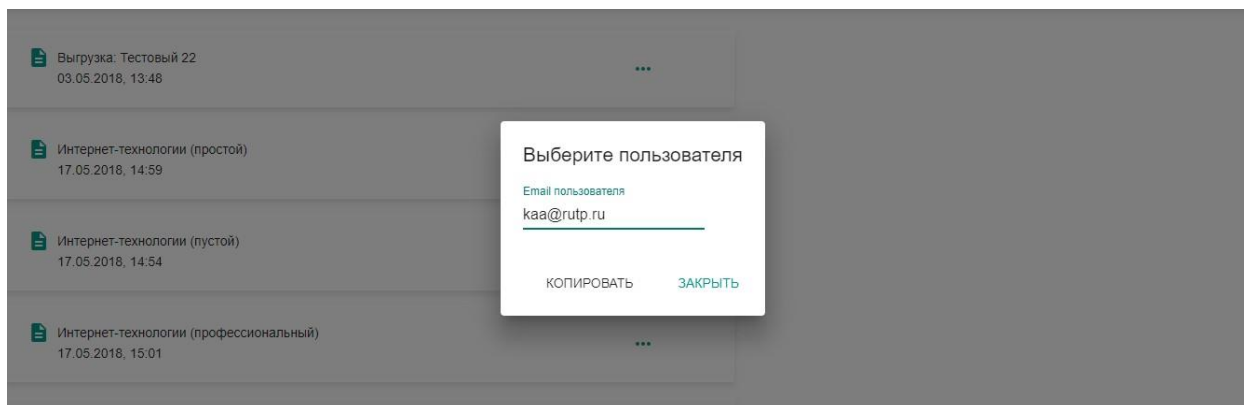 Выгрузка: Тестовый 22
03.05.2018, 13:48
Интернет-технологии (простой)
17.05.2018, 14:59
Интернет-технологии (пустой)
17.05.2018, 14:54
Интернет-технологии (профессиональный)
17.05.2018, 15:01
Выберите пользователя
Email пользователя
kaa@rutp.ru
КОПИРОВАТЬ ЗАКРЫТЬ